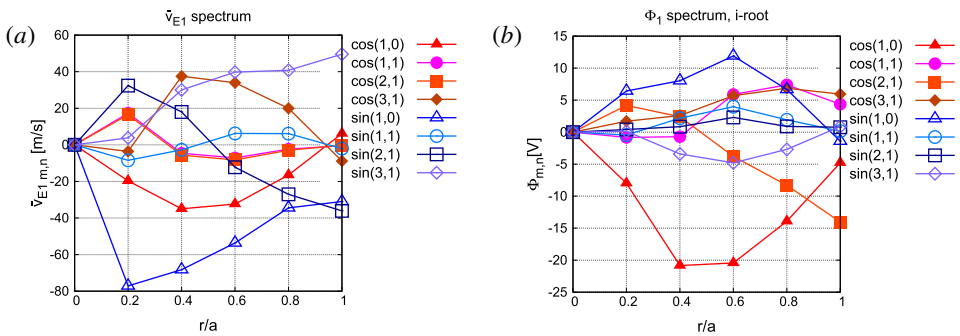 (a)
v̄E1 spectrum
v̄E1 m,n [m/s]
60
40
20
0
-20
-40
-60
-80
0 0.2 0.4 0.6 0.8 1
r/a
cos(1,0)
cos(1,1)
cos(2,1)
cos(3,1)
sin(1,0)
sin(1,1)
sin(2,1)
sin(3,1)
(b)
Φ1 spectrum, i-root
Φm,n[V]
15
10
5
0
-5
-10
-15
-20
-25
0 0.2 0.4 0.6 0.8 1
r/a
cos(1,0)
cos(1,1)
cos(2,1)
cos(3,1)
sin(1,0)
sin(1,1)
sin(2,1)
sin(3,1)